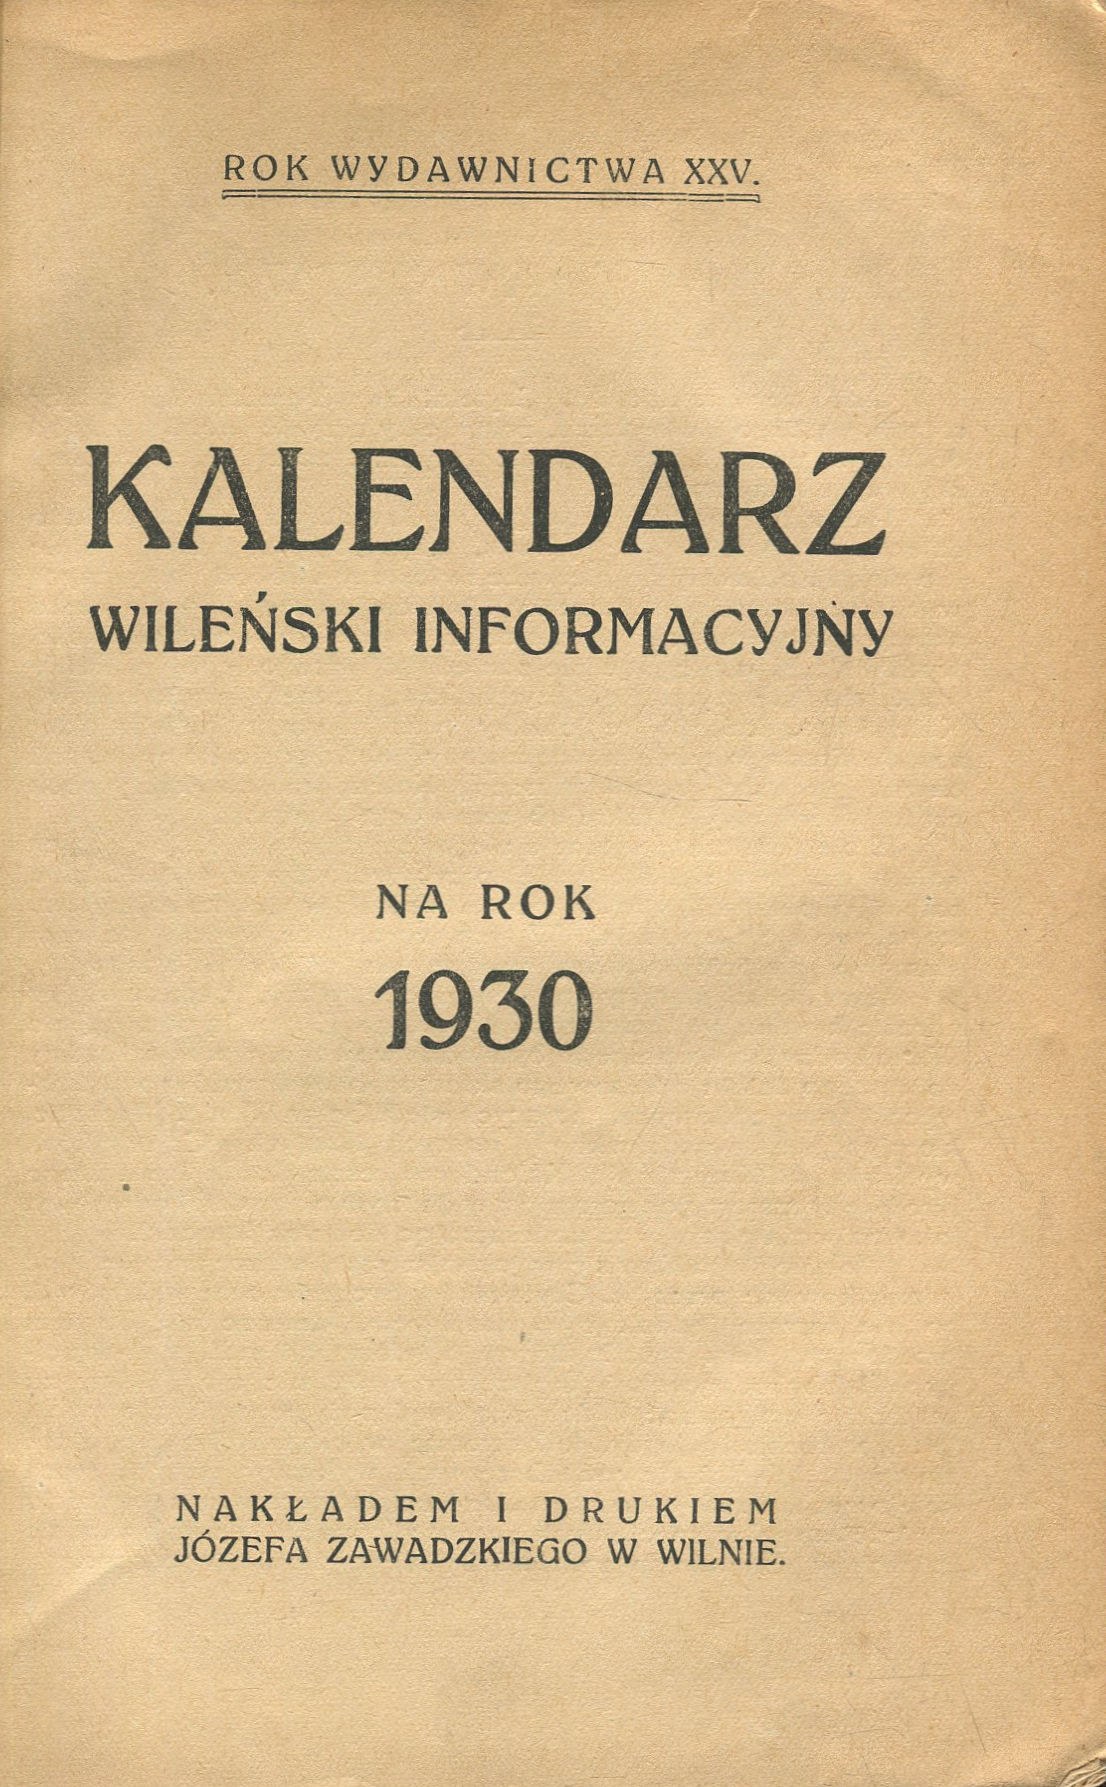 ROK WYDAWNICTWA XXV.
KALENDARZ
WILEŃSKI INFORMACYJNY
NA ROK
1930
NAKŁADEM I DRUKIEM
JÓZEFA ZAWADZKIEGO W WILNIE.